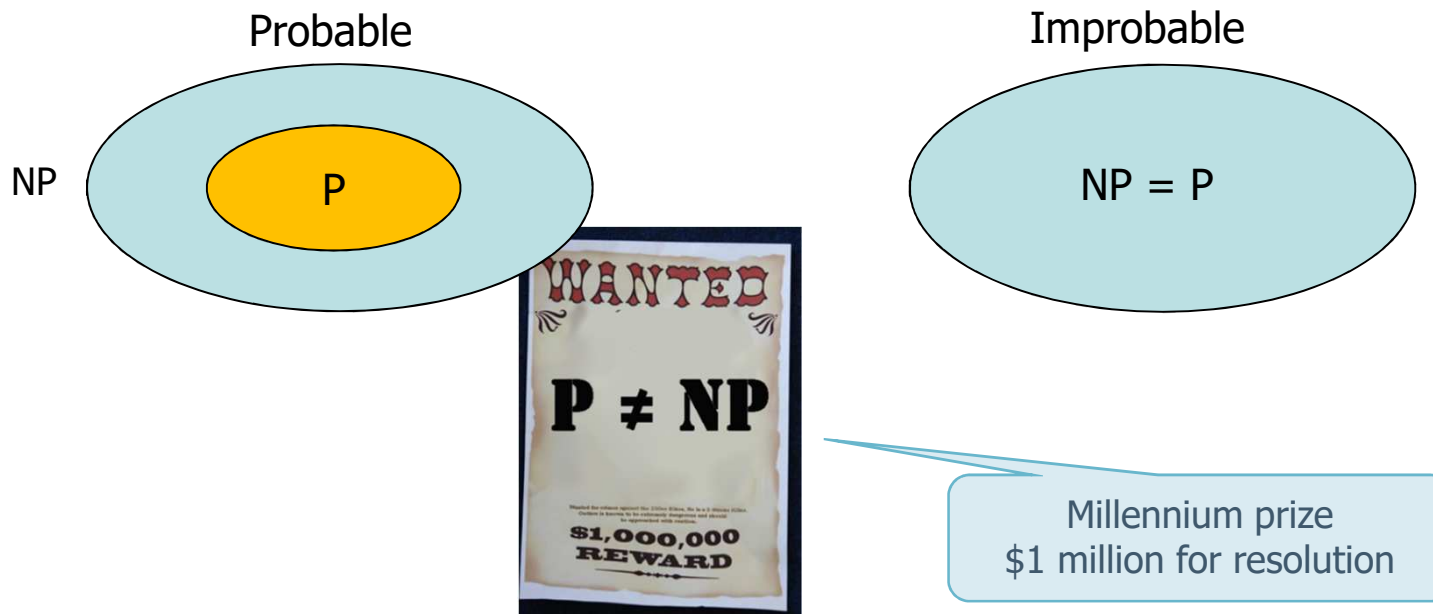 Probable
Improbable
NP
P
NP = P
WANTED
P ≠ NP
$1,000,000
REWARD
Millennium prize
$1 million for resolution